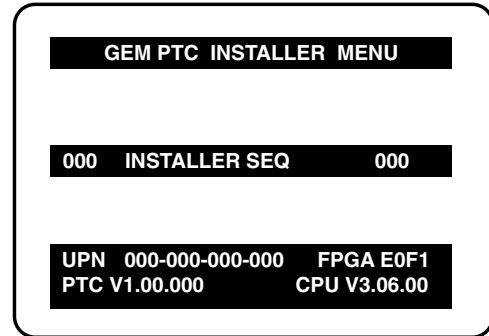 GEM PTC INSTALLER MENU
000 INSTALLER SEQ 000
UPN 000-000-000-000 FPGA E0F1
PTC V1.00.000 CPU V3.06.00